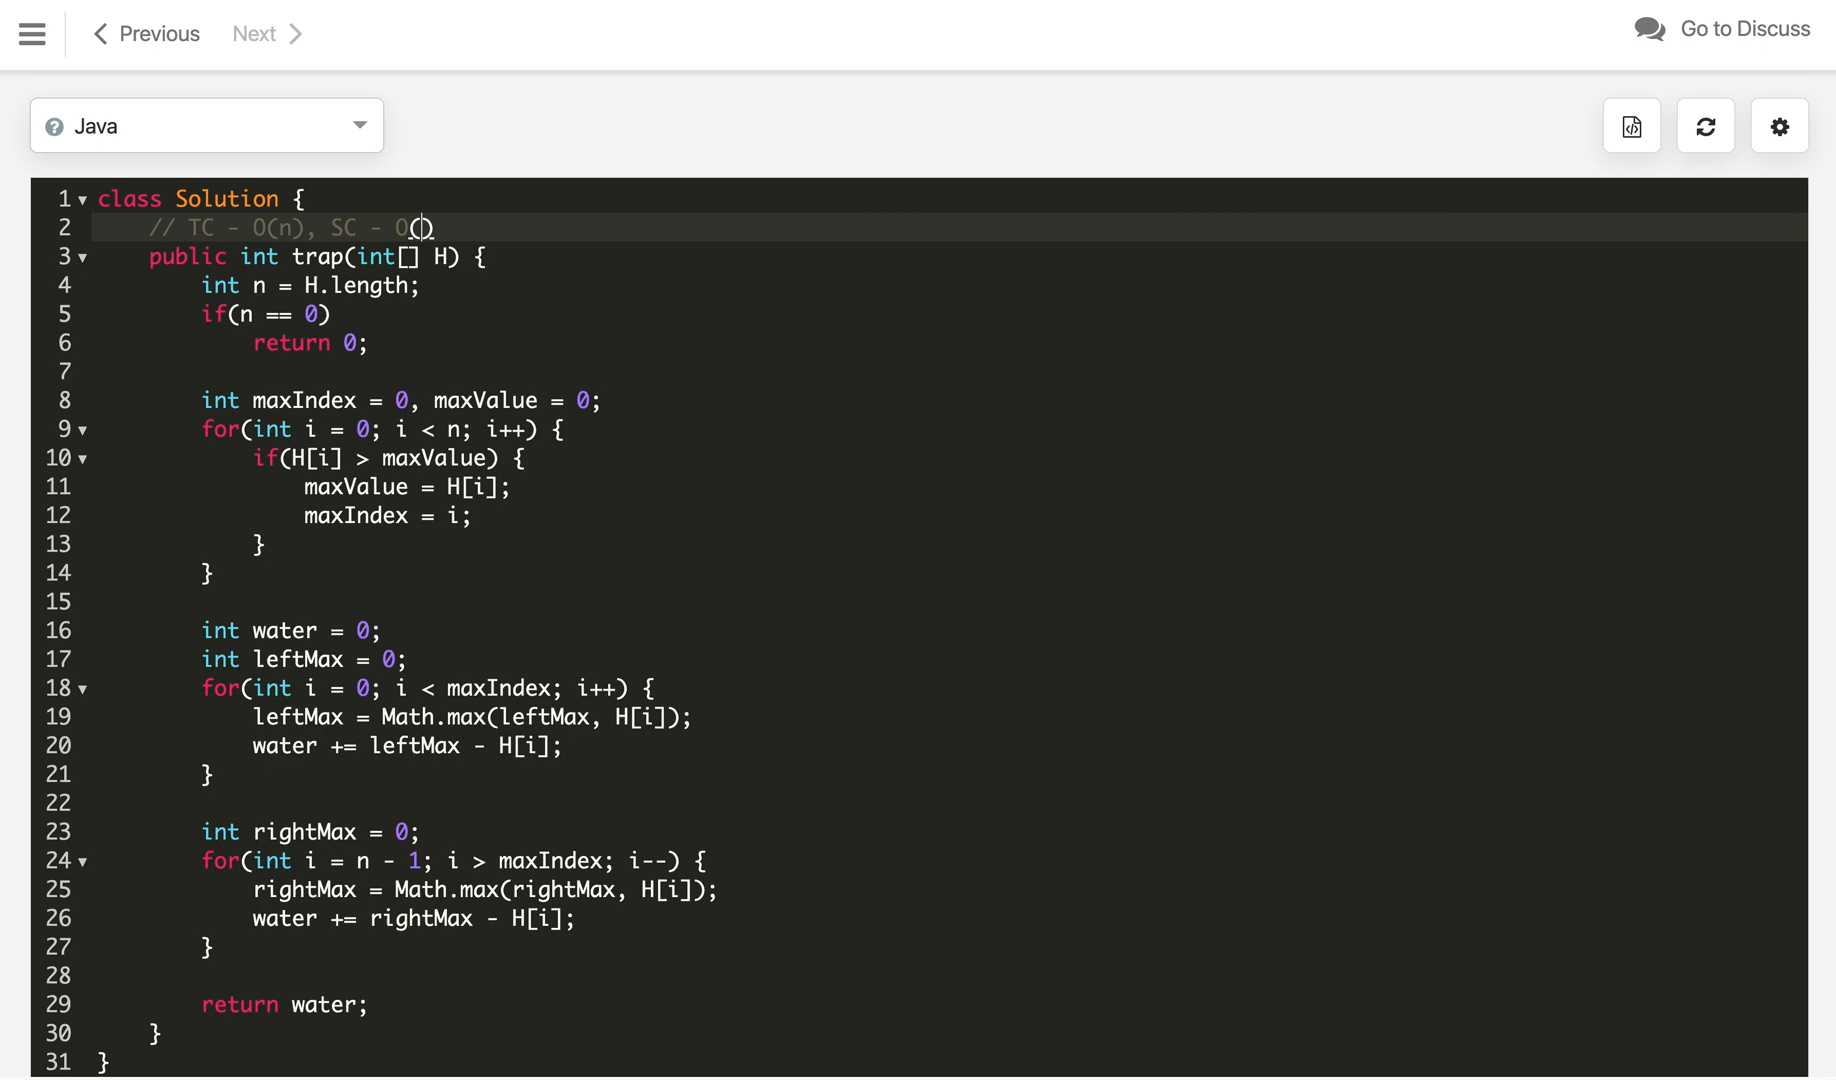 Previous Next Go to Discuss
Java
1 class Solution {
2 // TC - O(n), SC - O()
3 public int trap(int[] H) {
4 int n = H.length;
5 if(n == 0)
6 return 0;
7
8 int maxIndex = 0, maxValue = 0;
9 for(int i = 0; i < n; i++) {
10 if(H[i] > maxValue) {
11 maxValue = H[i];
12 maxIndex = i;
13 }
14 }
15
16 int water = 0;
17 int leftMax = 0;
18 for(int i = 0; i < maxIndex; i++) {
19 leftMax = Math.max(leftMax, H[i]);
20 water += leftMax - H[i];
21 }
22
23 int rightMax = 0;
24 for(int i = n - 1; i > maxIndex; i--) {
25 rightMax = Math.max(rightMax, H[i]);
26 water += rightMax - H[i];
27 }
28
29 return water;
30 }
31 }